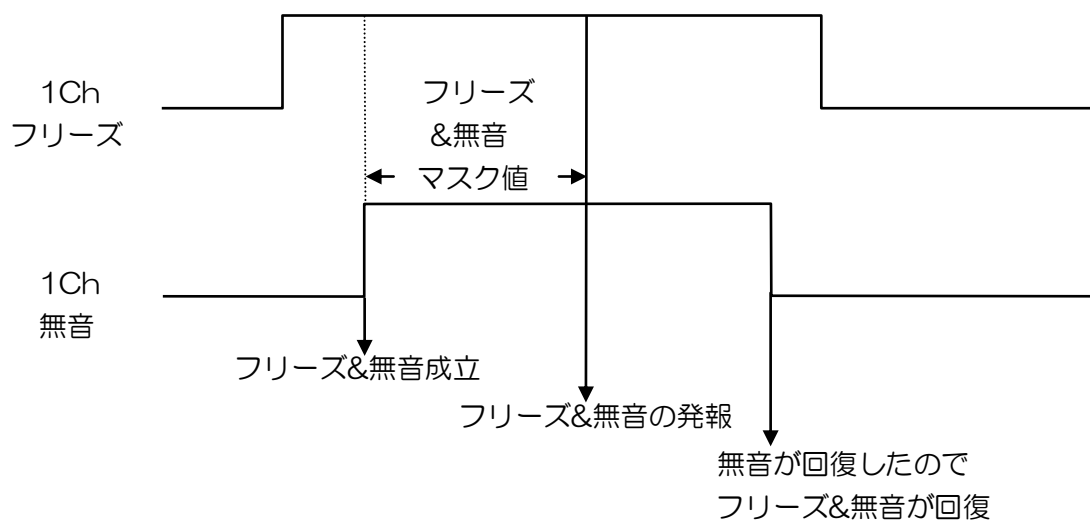 1Ch
フリーズ
フリーズ
&無音
マスク値
1Ch
無音
フリーズ&無音成立
フリーズ&無音の発報
無音が回復したので
フリーズ&無音が回復